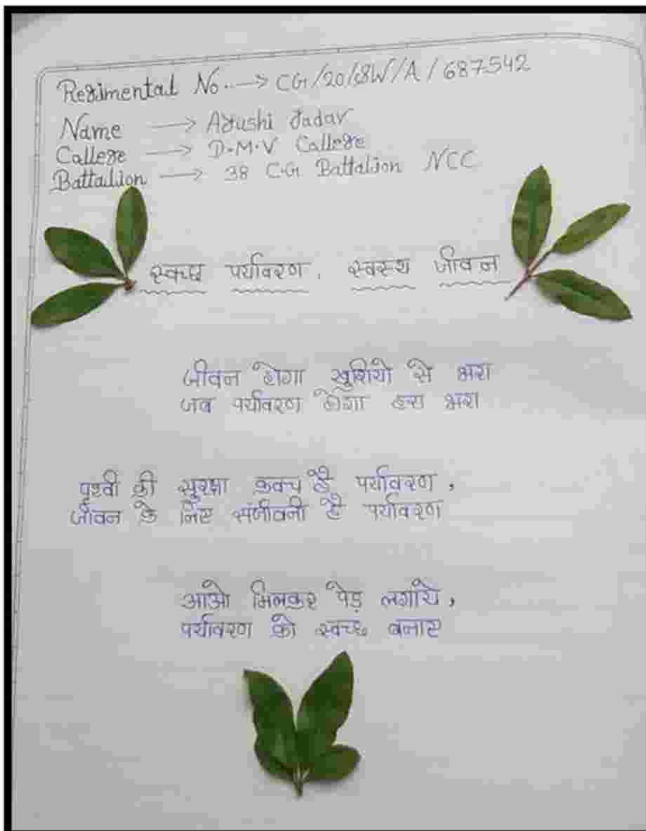 Regimental No. → CG/20/SW/A/687542
Name → Ayushi Jadav
Callege → D.M.V Callege
Battalion → 38 C.G Battalion NCC
स्वच्छ पर्यावरण, स्वस्थ जीवन
जीवन होगा खुशियो से भरा
जब पर्यावरण होगा हरा भरा
पृथ्वी की सुरक्षा कवच है पर्यावरण,
जीवन के लिए संजीवनी है पर्यावरण
आओ मिलकर पेड़ लगाये,
पर्यावरण को स्वच्छ बनाए